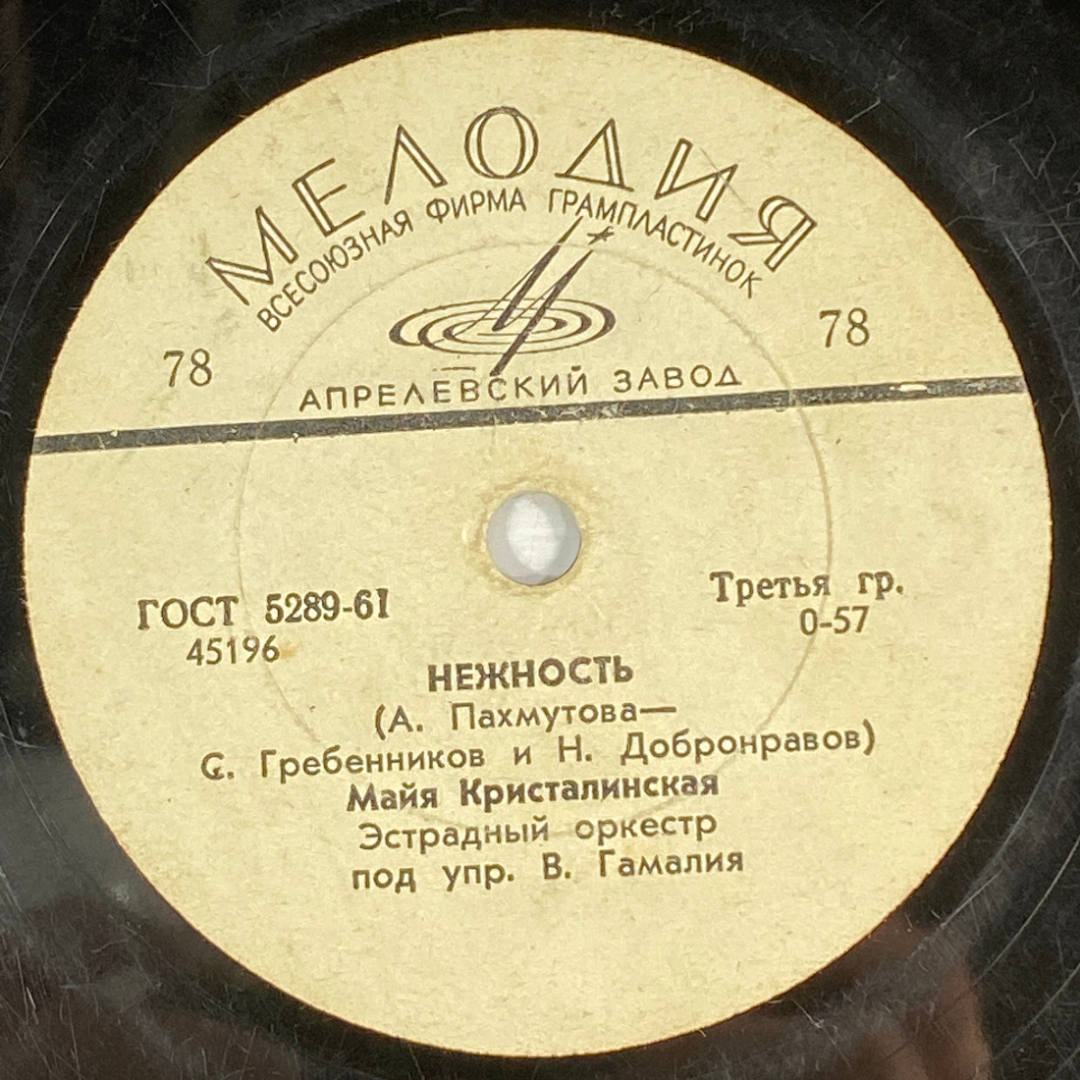 МЕЛОДИЯ
ВСЕСОЮЗНАЯ ФИРМА ГРАМПЛАСТИНОК
78 78
АПРЕЛЕВСКИЙ ЗАВОД
ГОСТ 5289-61 Третья гр.
45196 0-57
НЕЖНОСТЬ
(А. Пахмутова—
С. Гребенников и Н. Добронравов)
Майя Кристалинская
Эстрадный оркестр
под упр. В. Гамалия